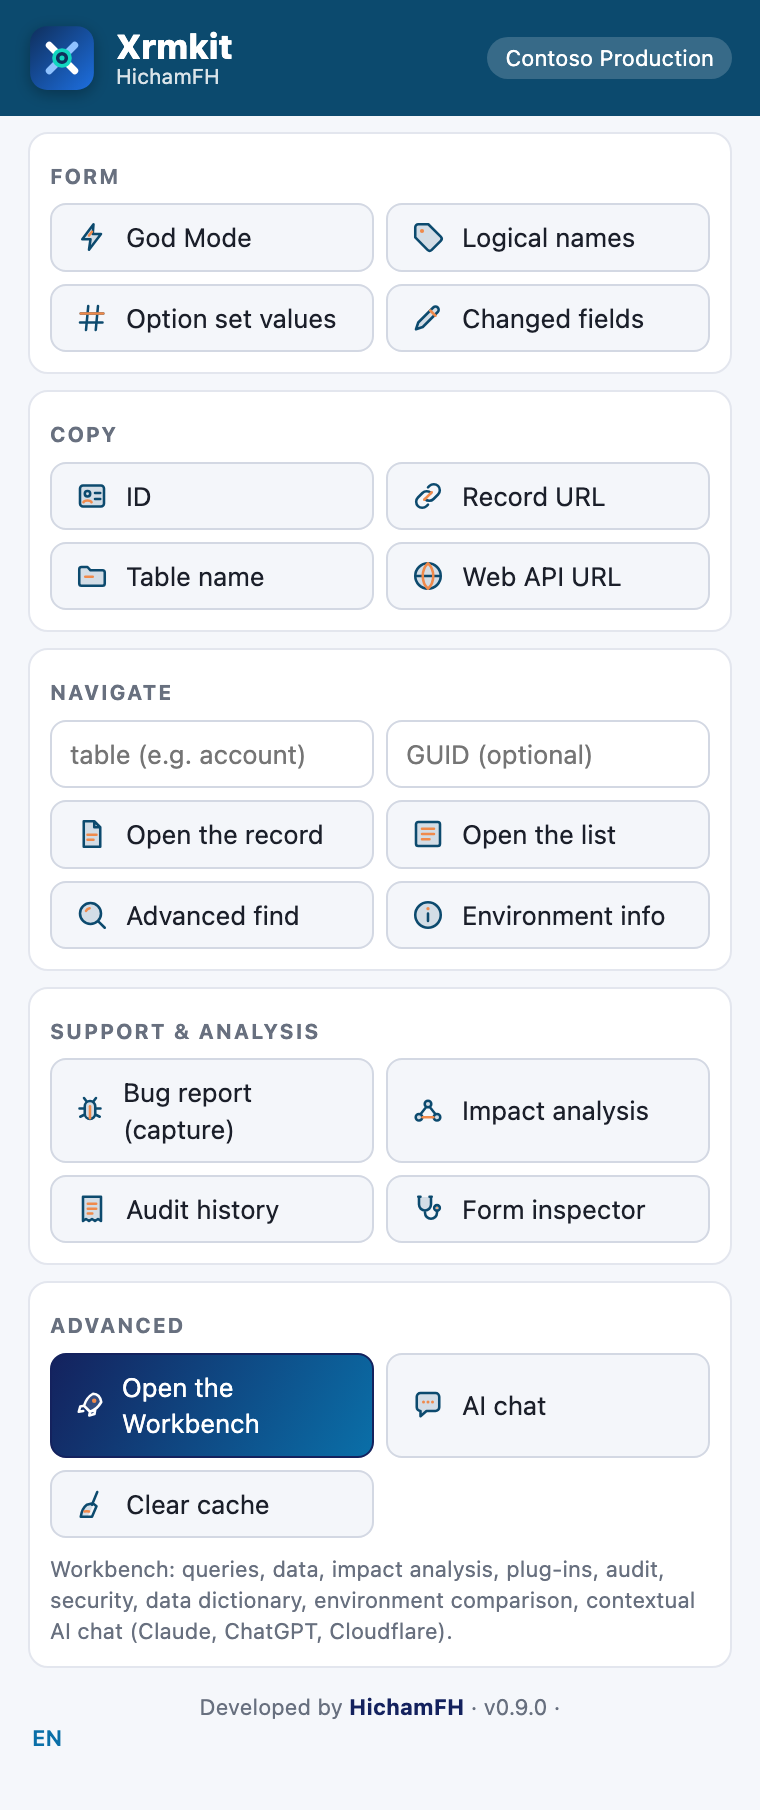 Xrmkit
HichamFH
Contoso Production
FORM
God Mode
Logical names
Option set values
Changed fields
COPY
ID
Record URL
Table name
Web API URL
NAVIGATE
table (e.g. account)
GUID (optional)
Open the record
Open the list
Advanced find
Environment info
SUPPORT & ANALYSIS
Bug report
(capture)
Impact analysis
Audit history
Form inspector
ADVANCED
Open the
Workbench
AI chat
Clear cache
Workbench: queries, data, impact analysis, plug-ins, audit,
security, data dictionary, environment comparison, contextual
AI chat (Claude, ChatGPT, Cloudflare).
Developed by HichamFH · v0.9.0 ·
EN